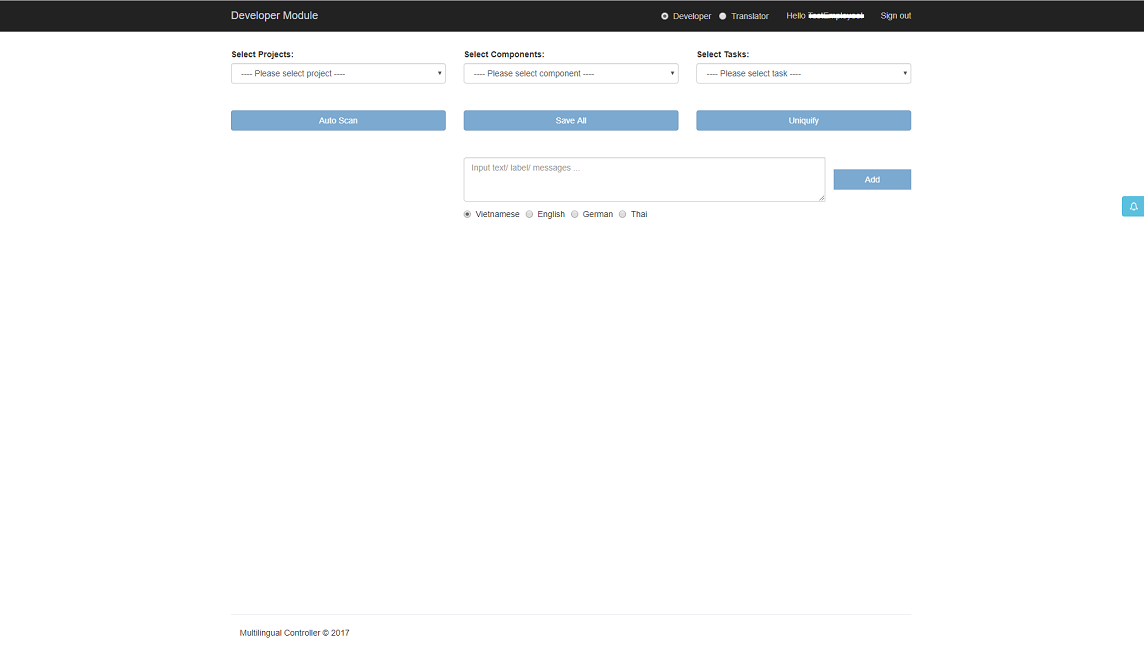 Developer Module
Developer Translator Hello Sign out
Select Projects: Select Components: Select Tasks:
---- Please select project ---- ---- Please select component ---- ---- Please select task ----
Auto Scan Save All Uniquify
Input text/ label/ messages ...
Add
Vietnamese English German Thai
Multilingual Controller © 2017